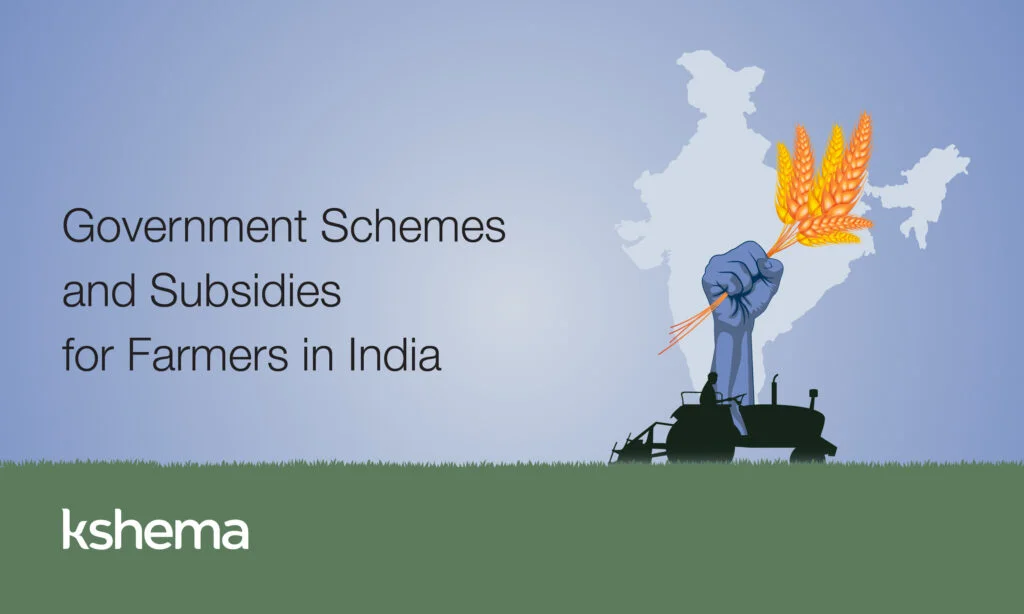 Government Schemes
and Subsidies
for Farmers in India
kshema